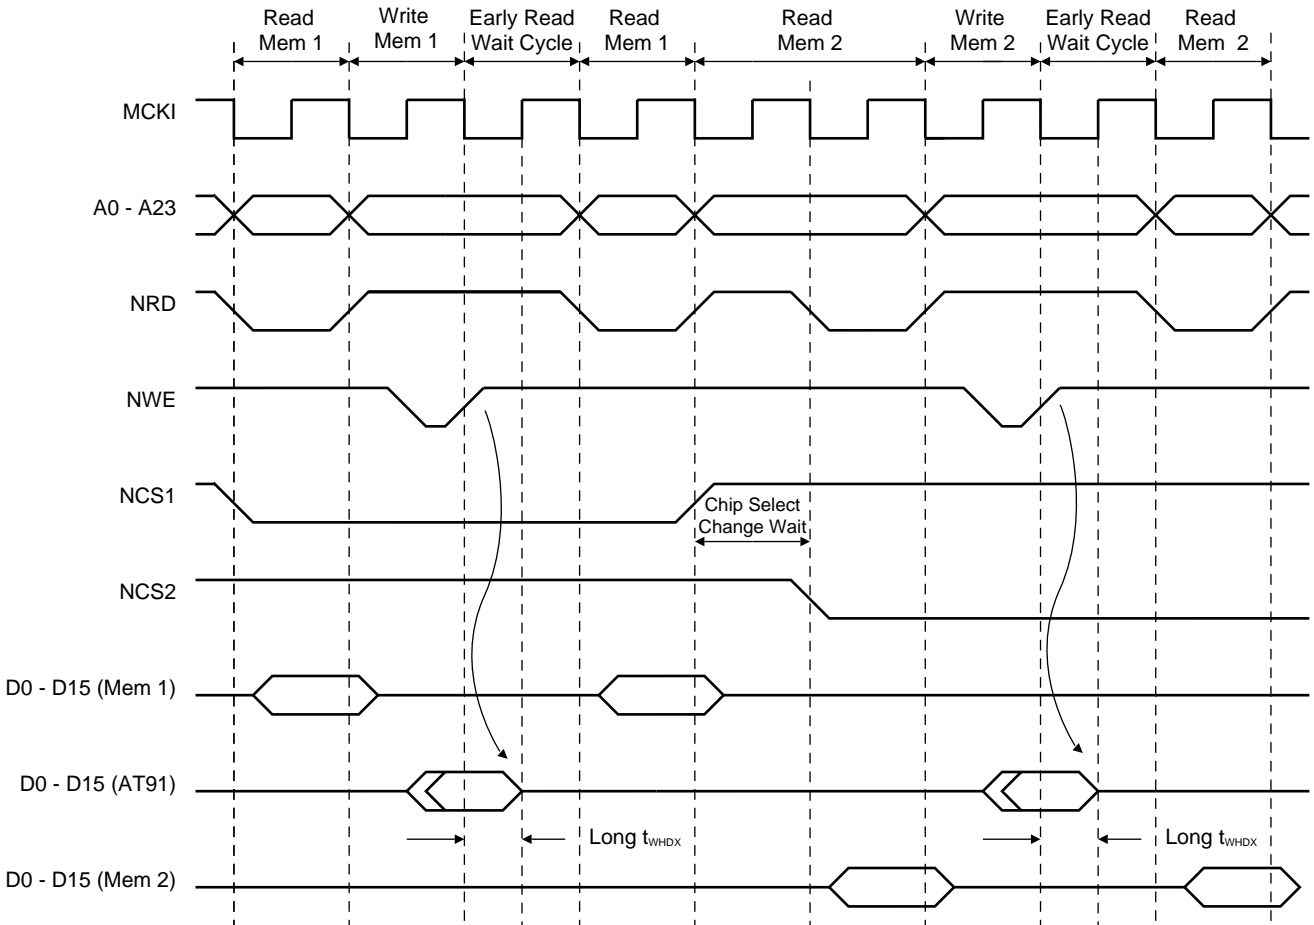 Read Write Early Read Read Read Write Early Read Read
Mem 1 Mem 1 Wait Cycle Mem 1 Mem 2 Mem 2 Wait Cycle Mem 2
MCKI
A0 - A23
NRD
NWE
NCS1
Chip Select
Change Wait
NCS2
D0 - D15 (Mem 1)
D0 - D15 (AT91)
Long tWHDX Long tWHDX
D0 - D15 (Mem 2)